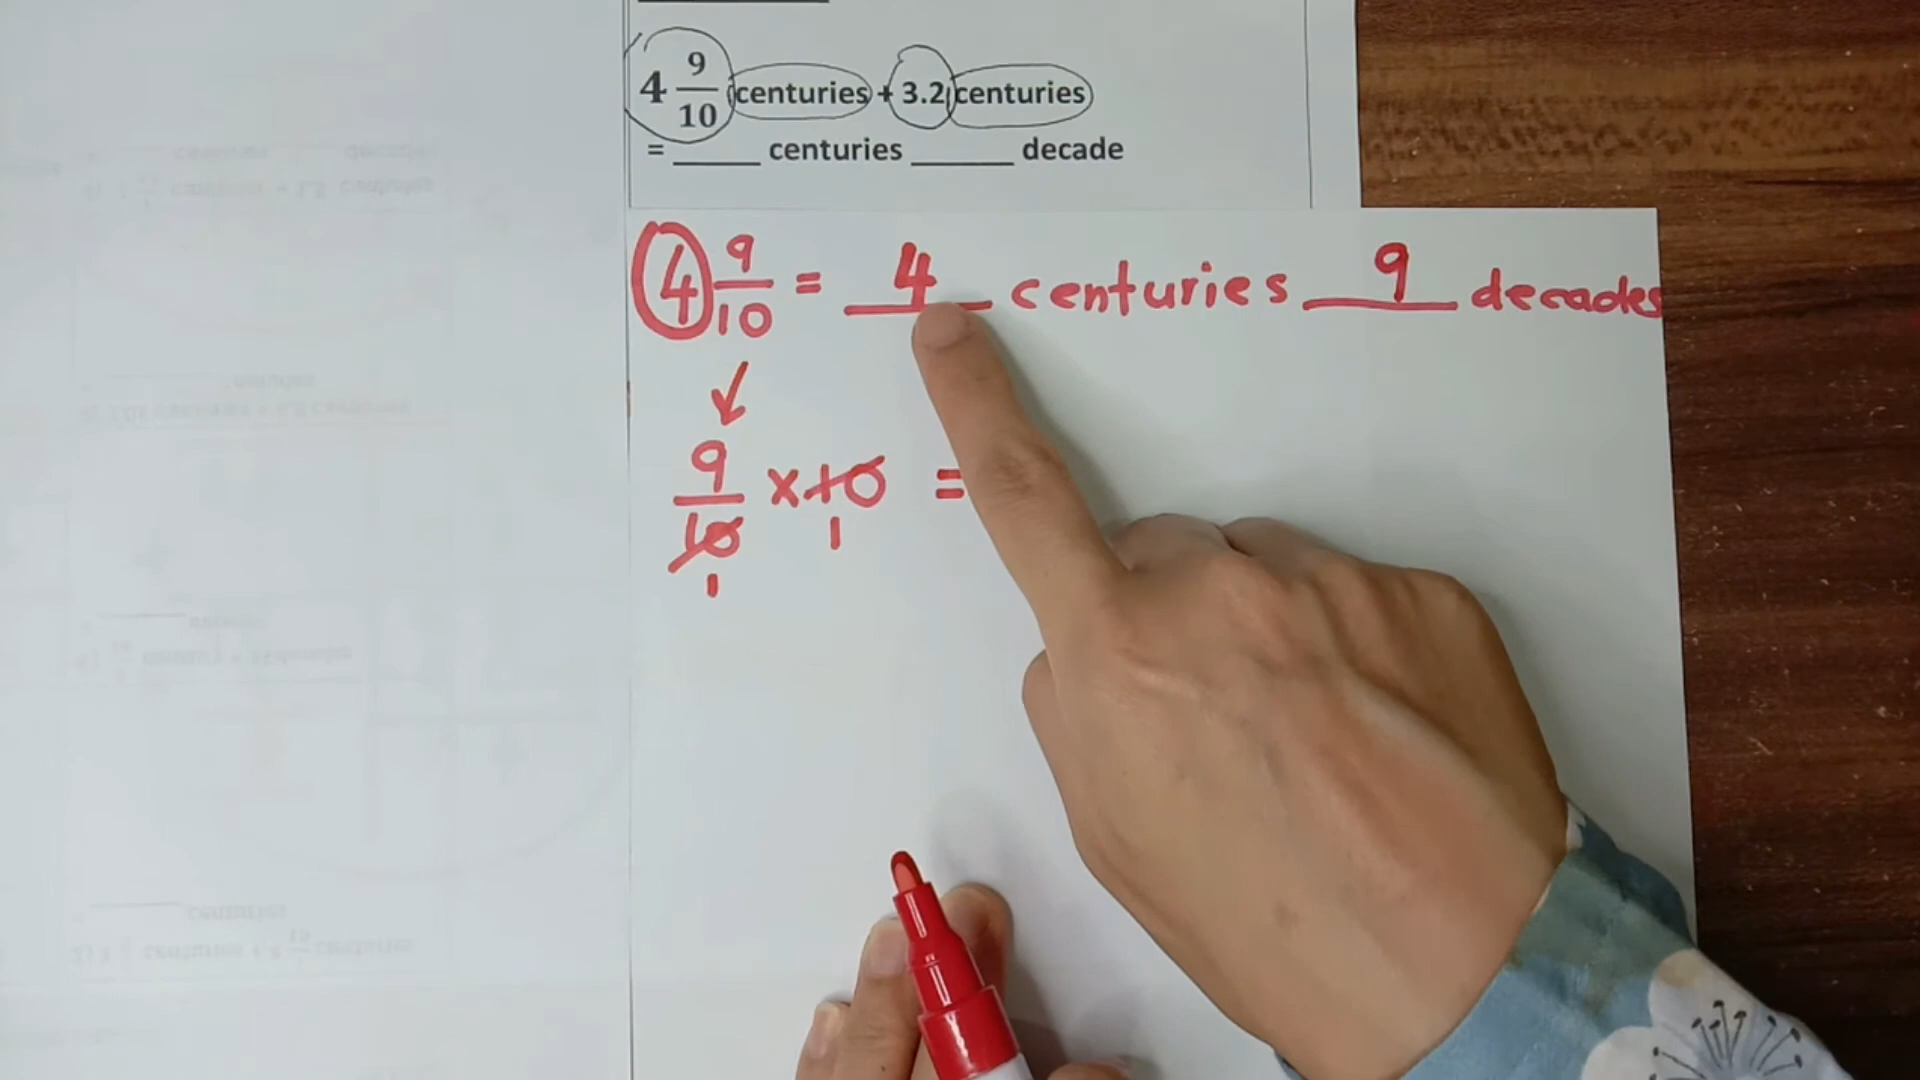 4 9/10 centuries + 3.2 centuries
= _____ centuries ______ decade
4 9/10 = 4 centuries 9 decades
9/10 × 10 =
1 1